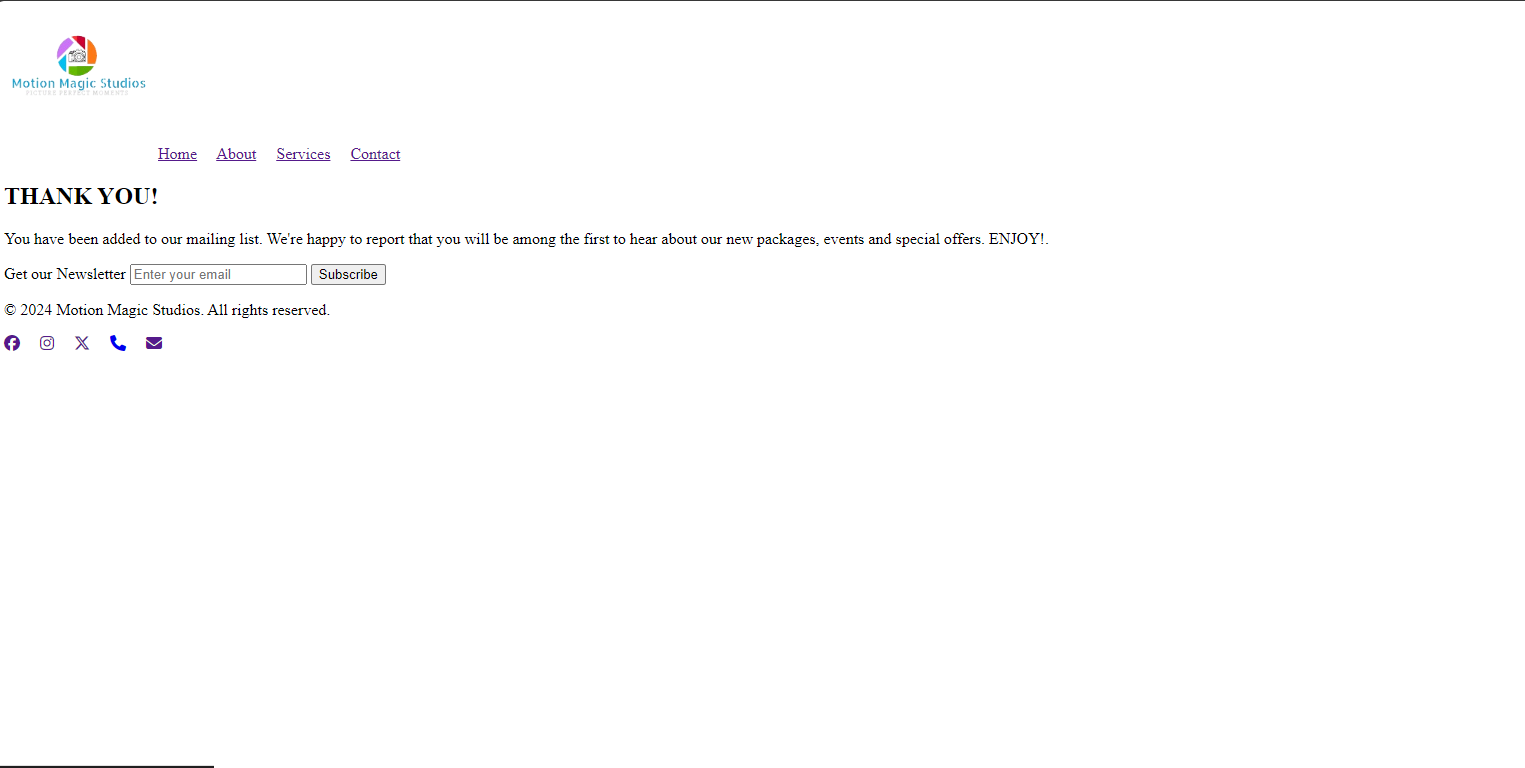 Motion Magic Studios
PICTURE PERFECT MOMENTS
Home About Services Contact
THANK YOU!
You have been added to our mailing list. We're happy to report that you will be among the first to hear about our new packages, events and special offers. ENJOY!.
Get our Newsletter Enter your email Subscribe
© 2024 Motion Magic Studios. All rights reserved.